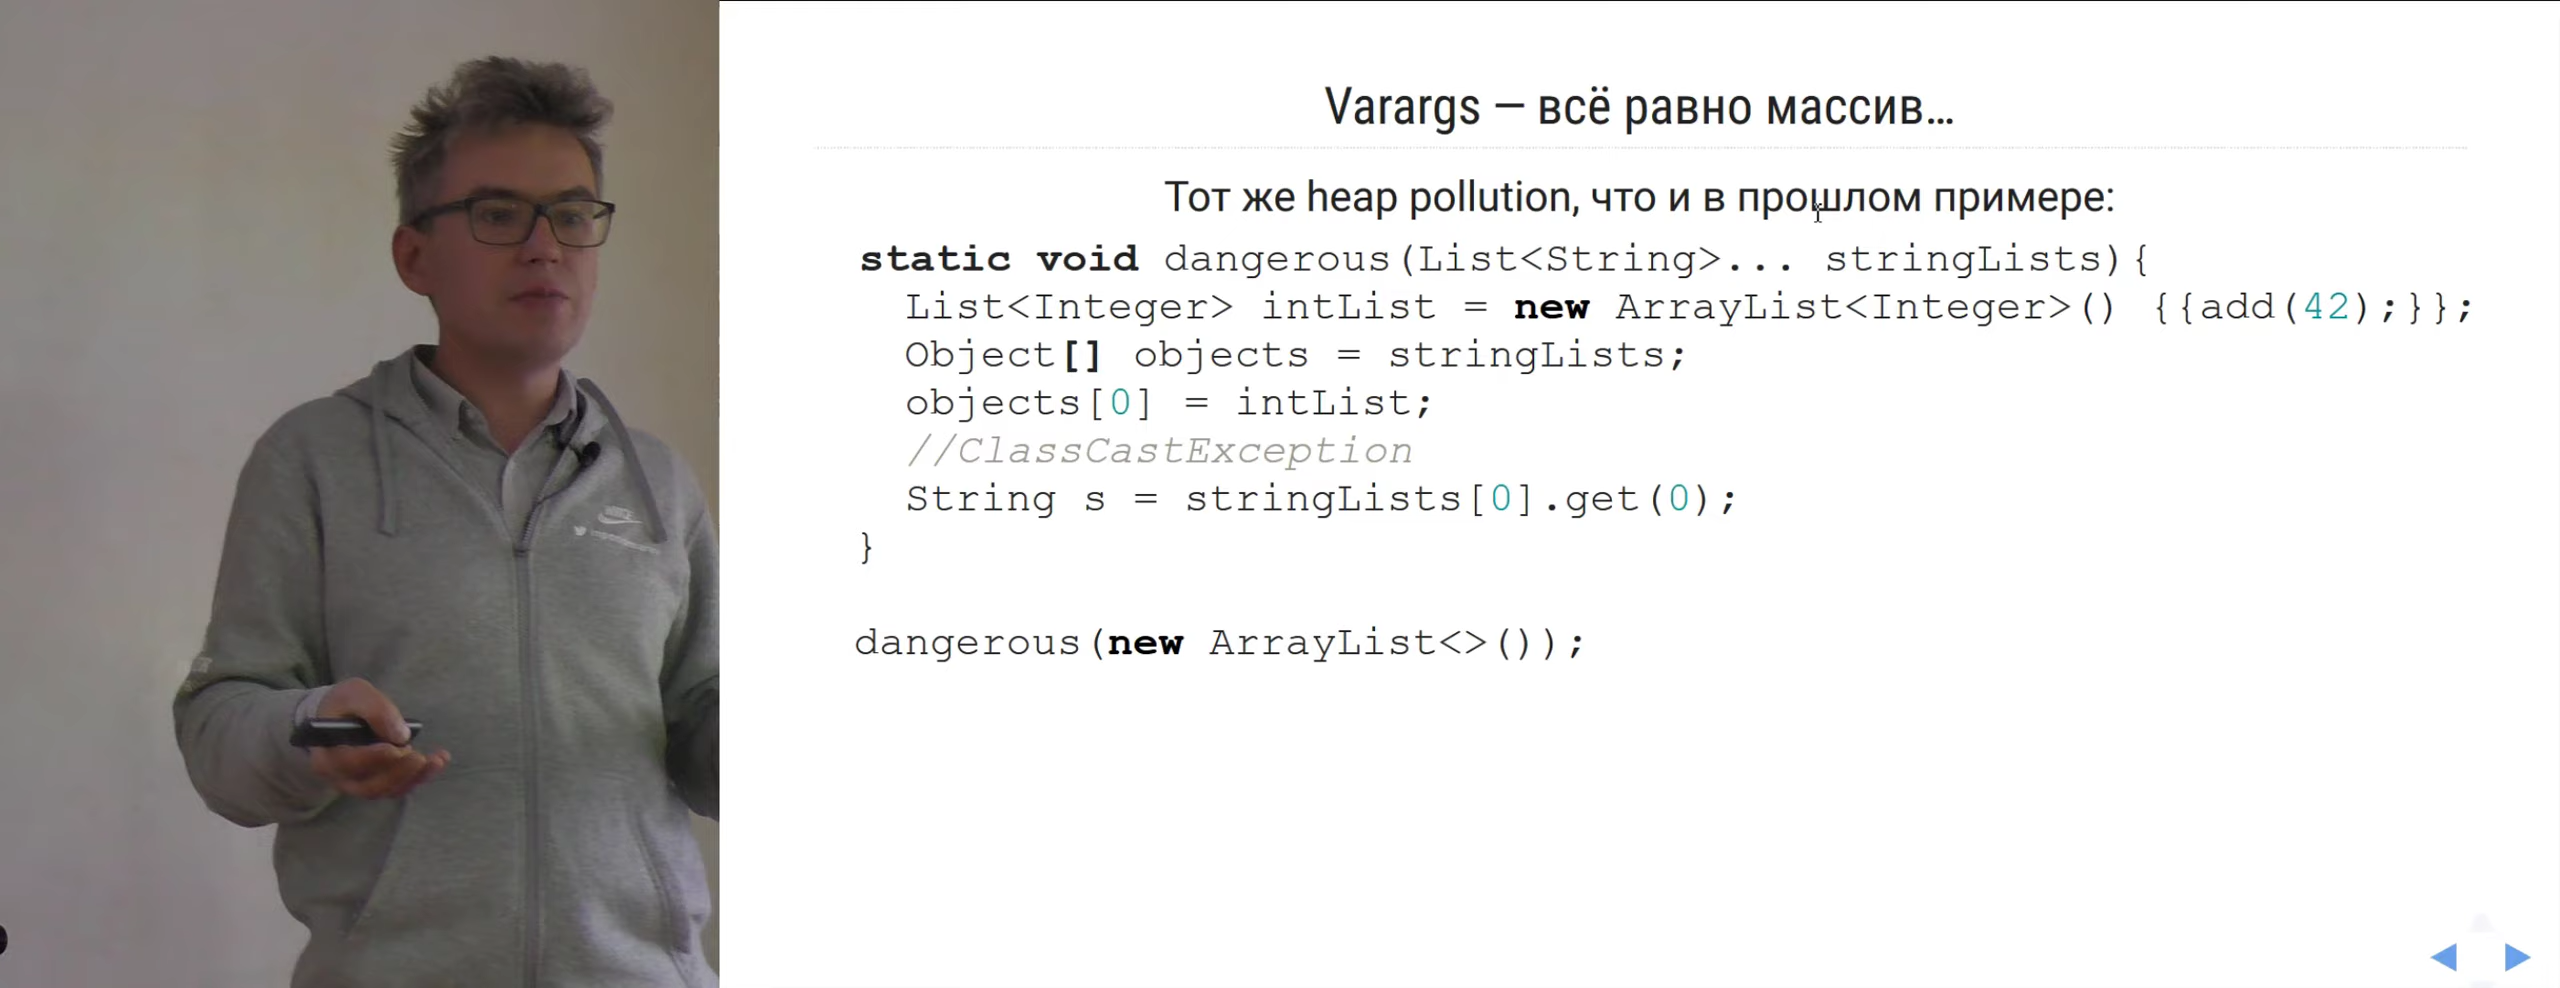 Varargs — всё равно массив...
Тот же heap pollution, что и в прошлом примере:
static void dangerous(List<String>... stringLists){
List<Integer> intList = new ArrayList<Integer>() {{add(42);}};
Object[] objects = stringLists;
objects[0] = intList;
//ClassCastException
String s = stringLists[0].get(0);
}
dangerous(new ArrayList<>());